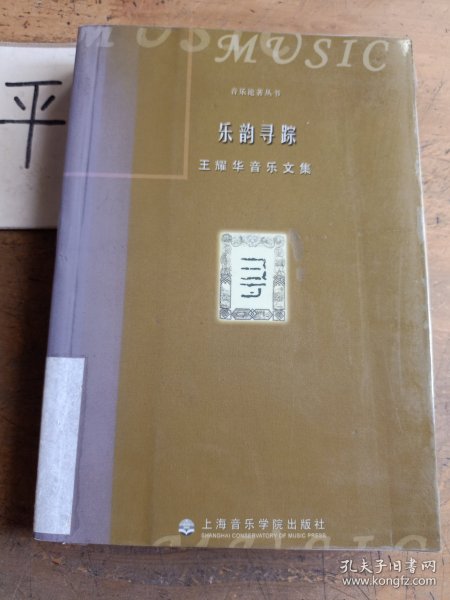 MUSIC
MUSIC
平
音乐论著丛书
乐韵寻踪
王耀华音乐文集
上海音乐学院出版社
SHANGHAI CONSERVATORY OF MUSIC PRESS
孔夫子旧书网
www.kongfz.com